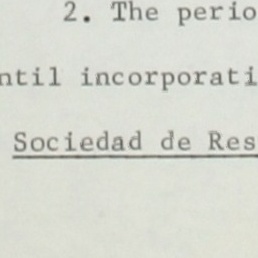 2. The perio
ntil incorporati
Sociedad de Res